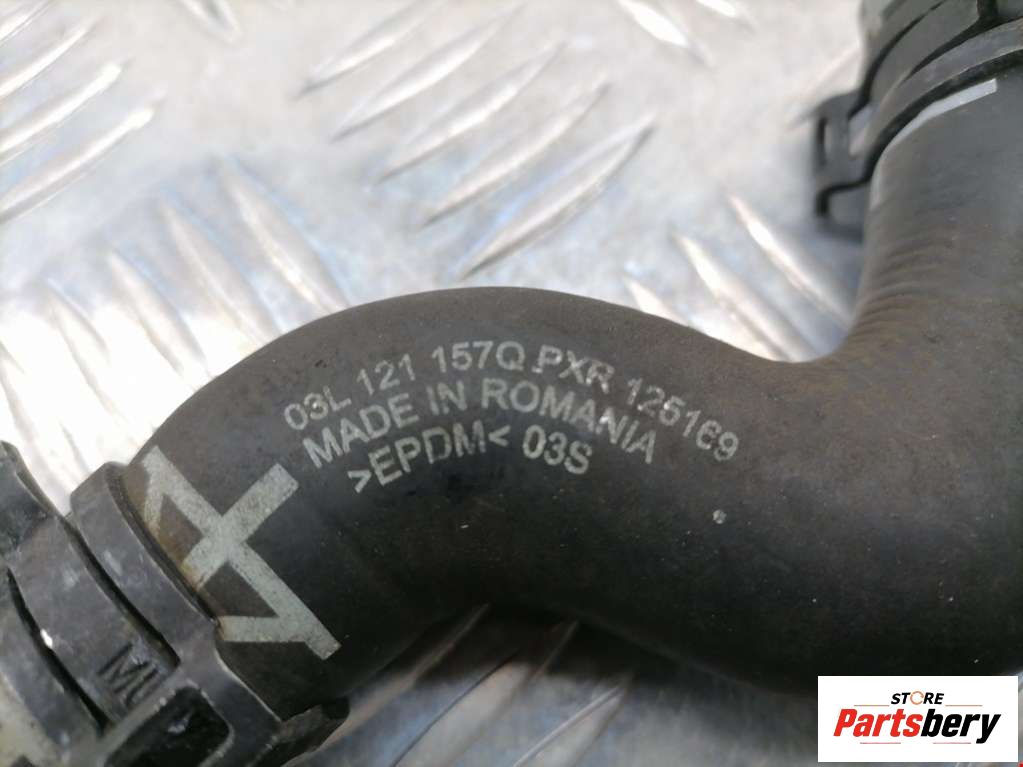 03L 121 157Q PXR 125169
MADE IN ROMANIA
>EPDM< 03S
STORE
Partsbery